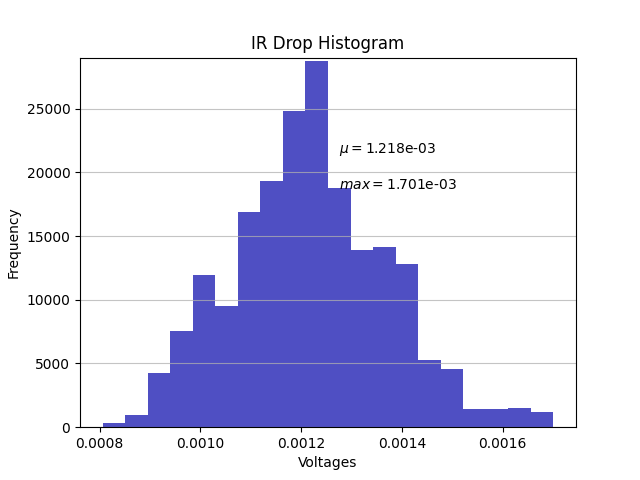 IR Drop Histogram
Frequency
25000
20000
15000
10000
5000
0
μ = 1.218e-03
max = 1.701e-03
0.0008 0.0010 0.0012 0.0014 0.0016
Voltages